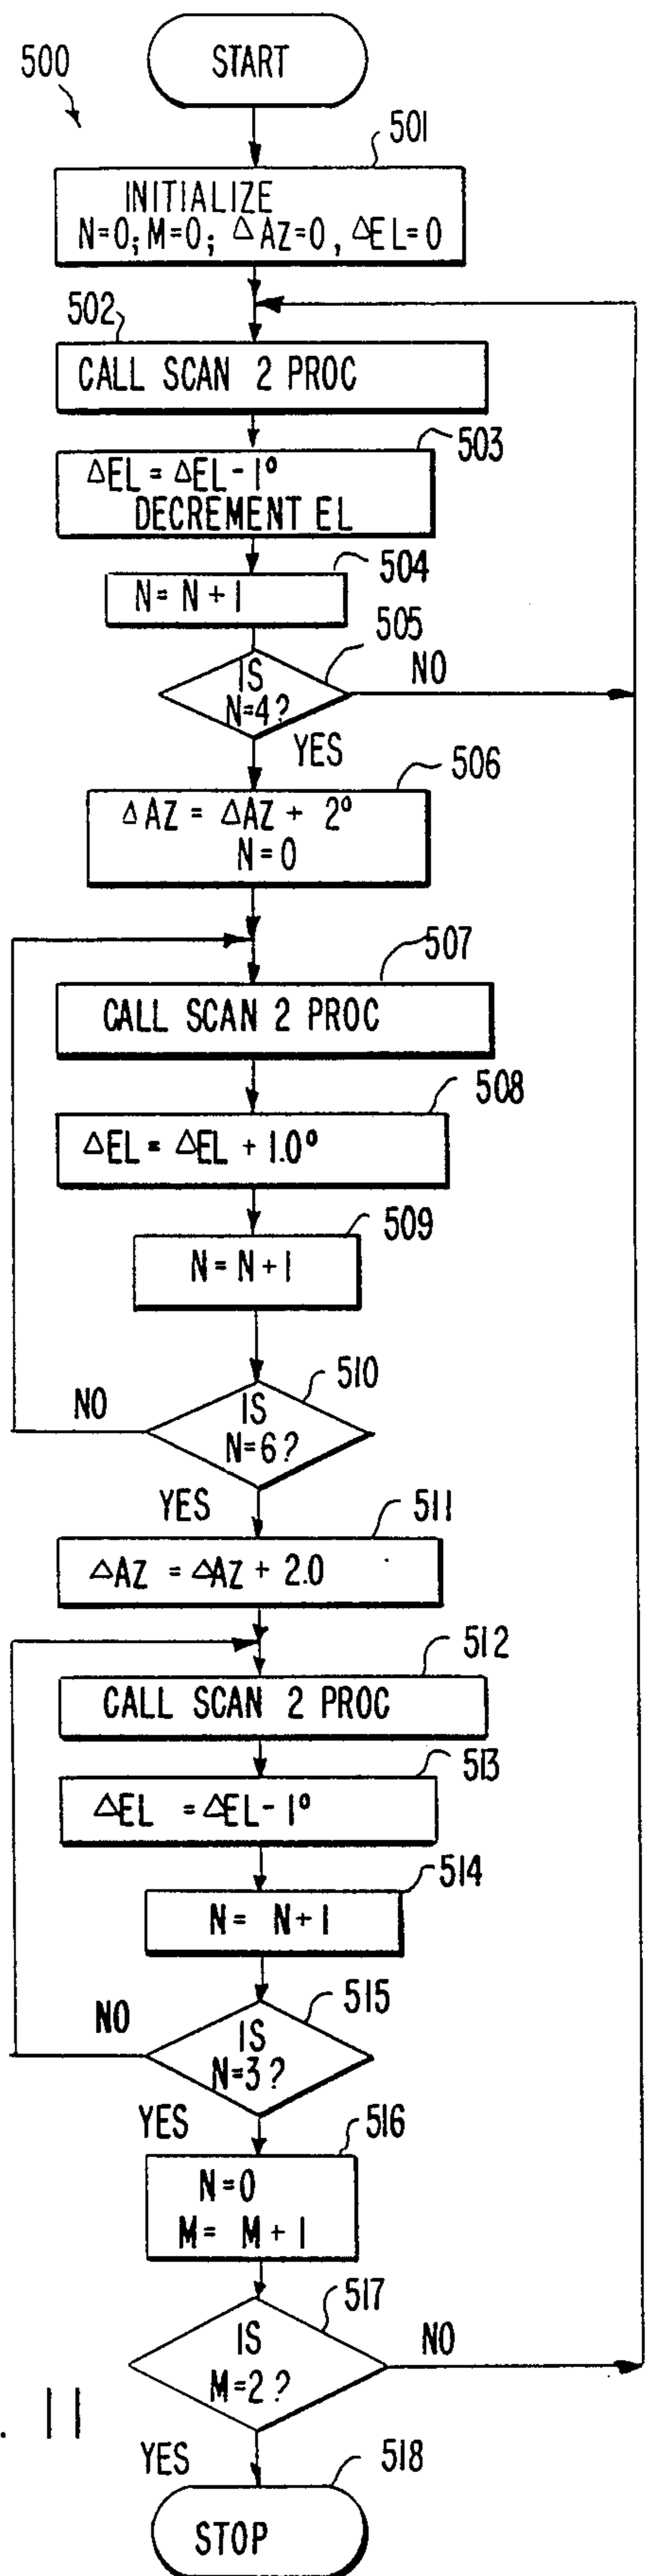 START
500
501
INITIALIZE
N=0; M=0; ΔAZ=0, ΔEL=0
502
CALL SCAN 2 PROC
503
ΔEL = ΔEL-1°
DECREMENT EL
504
N= N+1
505
IS
N=4?
NO
YES
506
ΔAZ = ΔAZ + 2°
N=0
507
CALL SCAN 2 PROC
508
ΔEL = ΔEL + 1.0°
509
N=N+1
510
IS
N=6?
NO
YES
511
ΔAZ = ΔAZ + 2.0
512
CALL SCAN 2 PROC
513
ΔEL = ΔEL-1°
514
N= N+1
515
IS
N=3?
NO
YES
516
N=0
M= M+1
517
IS
M=2?
NO
. 11
YES
518
STOP